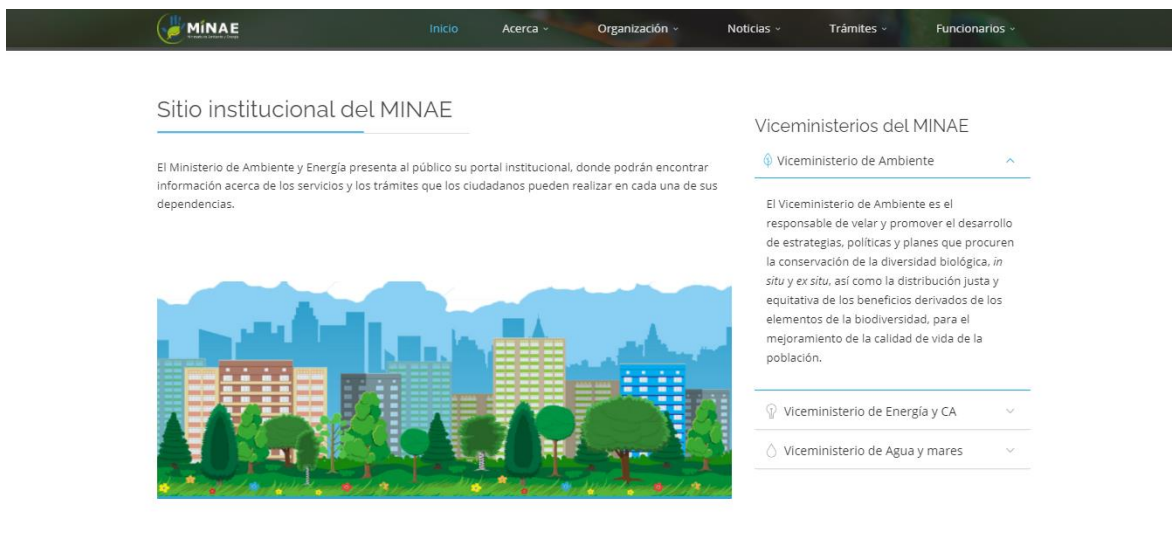 MiNAE
Inicio
Acerca
Organización
Noticias
Trámites
Funcionarios
Sitio institucional del MINAE
El Ministerio de Ambiente y Energía presenta al público su portal institucional, donde podrán encontrar
información acerca de los servicios y los trámites que los ciudadanos pueden realizar en cada una de sus
dependencias.
Viceministerios del MINAE
Viceministerio de Ambiente
El Viceministerio de Ambiente es el
responsable de velar y promover el desarrollo
de estrategias, políticas y planes que procuren
la conservación de la diversidad biológica, in
situ y ex situ, así como la distribución justa y
equitativa de los beneficios derivados de los
elementos de la biodiversidad, para el
mejoramiento de la calidad de vida de la
población.
Viceministerio de Energía y CA
Viceministerio de Agua y mares